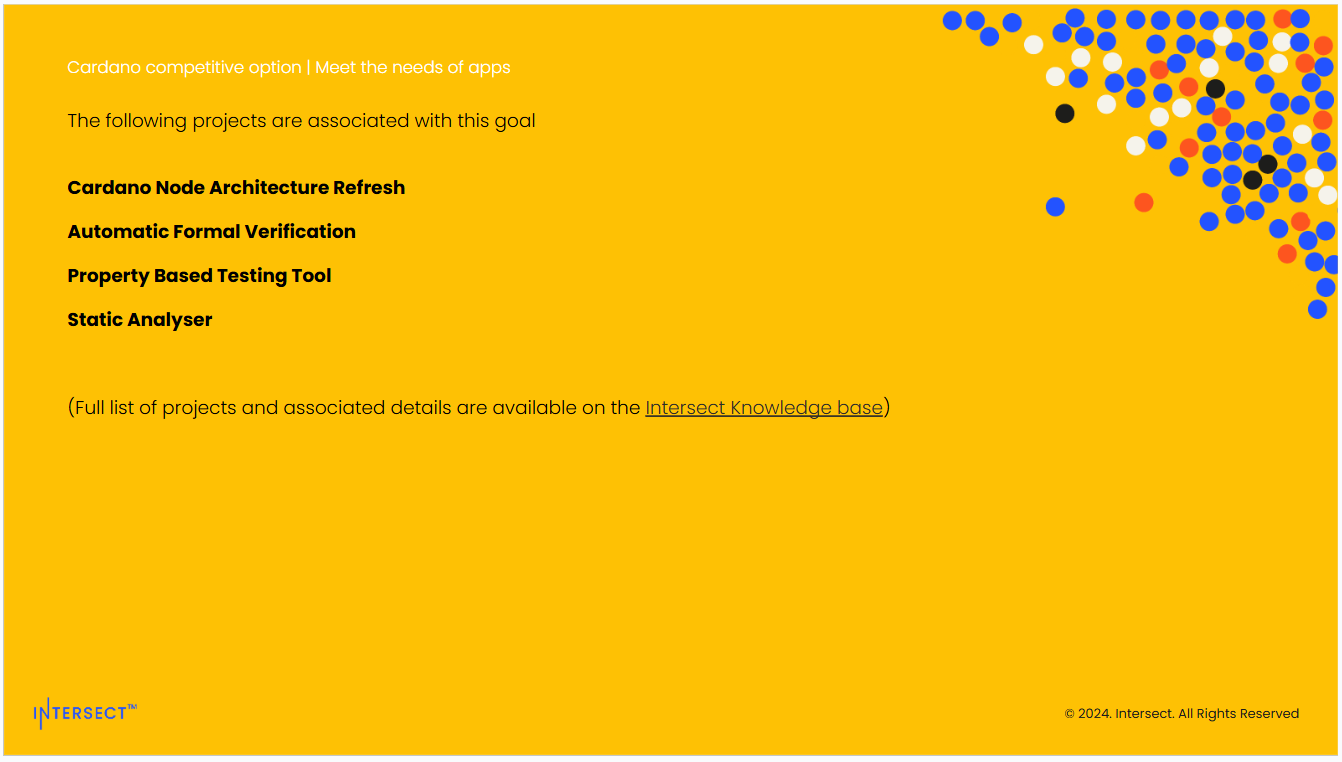 Cardano competitive option | Meet the needs of apps
The following projects are associated with this goal
Cardano Node Architecture Refresh
Automatic Formal Verification
Property Based Testing Tool
Static Analyser
(Full list of projects and associated details are available on the Intersect Knowledge base)
INTERSECT™
© 2024. Intersect. All Rights Reserved